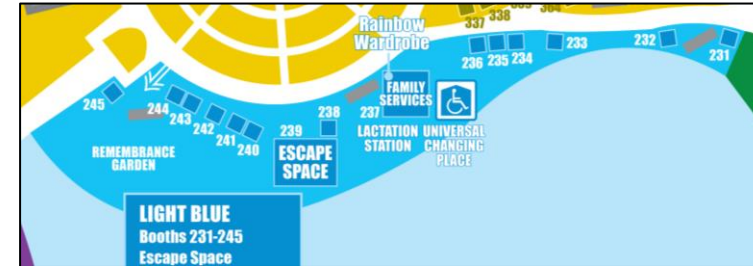 337
338
Rainbow
Wardrobe
236
235
234
233
232
231
245
244
243
242
241
240
239
238
237
FAMILY
SERVICES
LACTATION
STATION
UNIVERSAL
CHANGING
PLACE
REMEMBRANCE
GARDEN
ESCAPE
SPACE
LIGHT BLUE
Booths 231-245
Escape Space